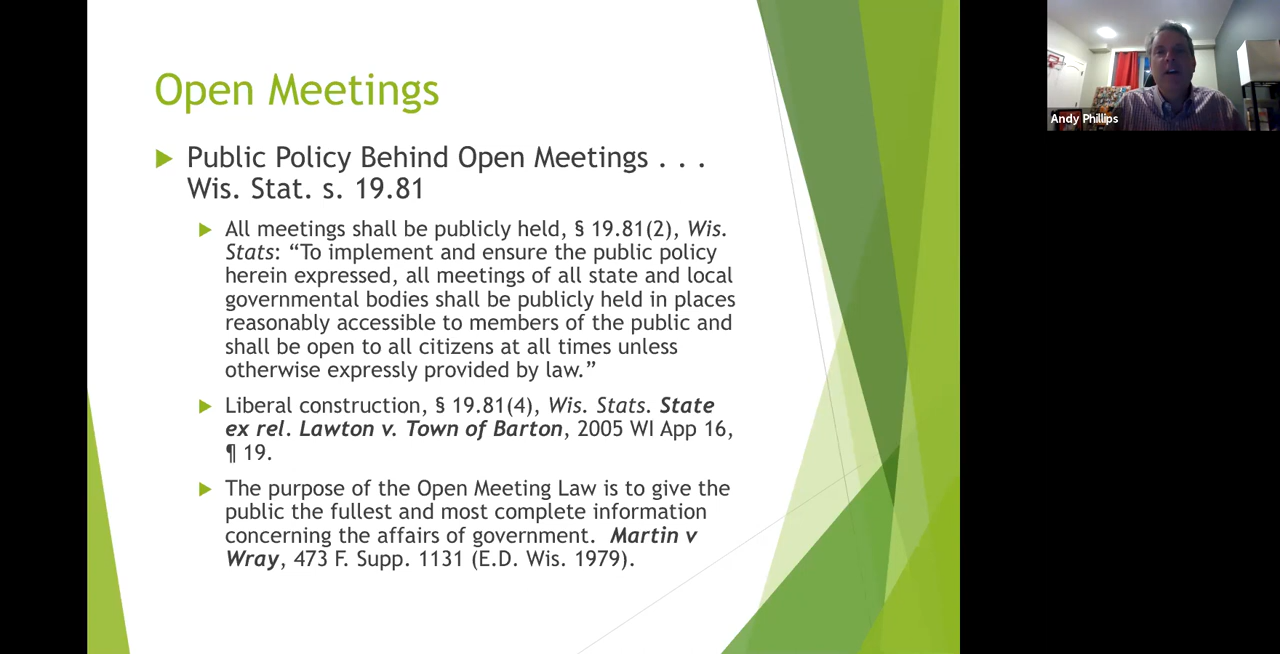 Open Meetings
Public Policy Behind Open Meetings . . .
Wis. Stat. s. 19.81
All meetings shall be publicly held, § 19.81(2), Wis.
Stats: “To implement and ensure the public policy
herein expressed, all meetings of all state and local
governmental bodies shall be publicly held in places
reasonably accessible to members of the public and
shall be open to all citizens at all times unless
otherwise expressly provided by law.”
Liberal construction, § 19.81(4), Wis. Stats. State
ex rel. Lawton v. Town of Barton, 2005 WI App 16,
¶ 19.
The purpose of the Open Meeting Law is to give the
public the fullest and most complete information
concerning the affairs of government. Martin v
Wray, 473 F. Supp. 1131 (E.D. Wis. 1979).
Andy Phillips